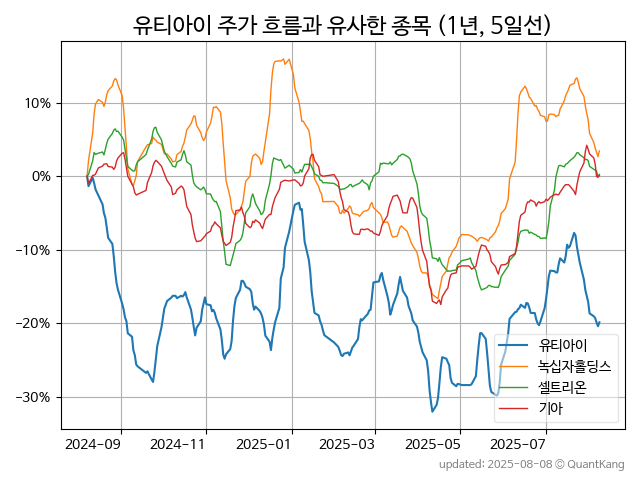 유티아이 주가 흐름과 유사한 종목 (1년, 5일선)
10%
0%
−10%
−20%
−30%
유티아이
녹십자홀딩스
셀트리온
기아
2024-09 2024-11 2025-01 2025-03 2025-05 2025-07
updated: 2025-08-08 © QuantKang